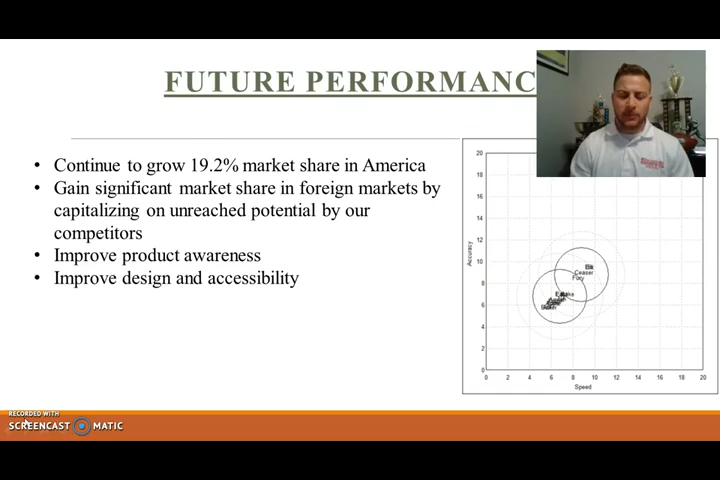 FUTURE PERFORMANC
• Continue to grow 19.2% market share in America
• Gain significant market share in foreign markets by
capitalizing on unreached potential by our
competitors
• Improve product awareness
• Improve design and accessibility
20
18
16
14
12
10
8
6
4
2
0
Accuracy
Ceaser
Fury
0 2 4 6 8 10 12 14 16 18 20
Speed
RECORDED WITH
SCREENCAST MATIC